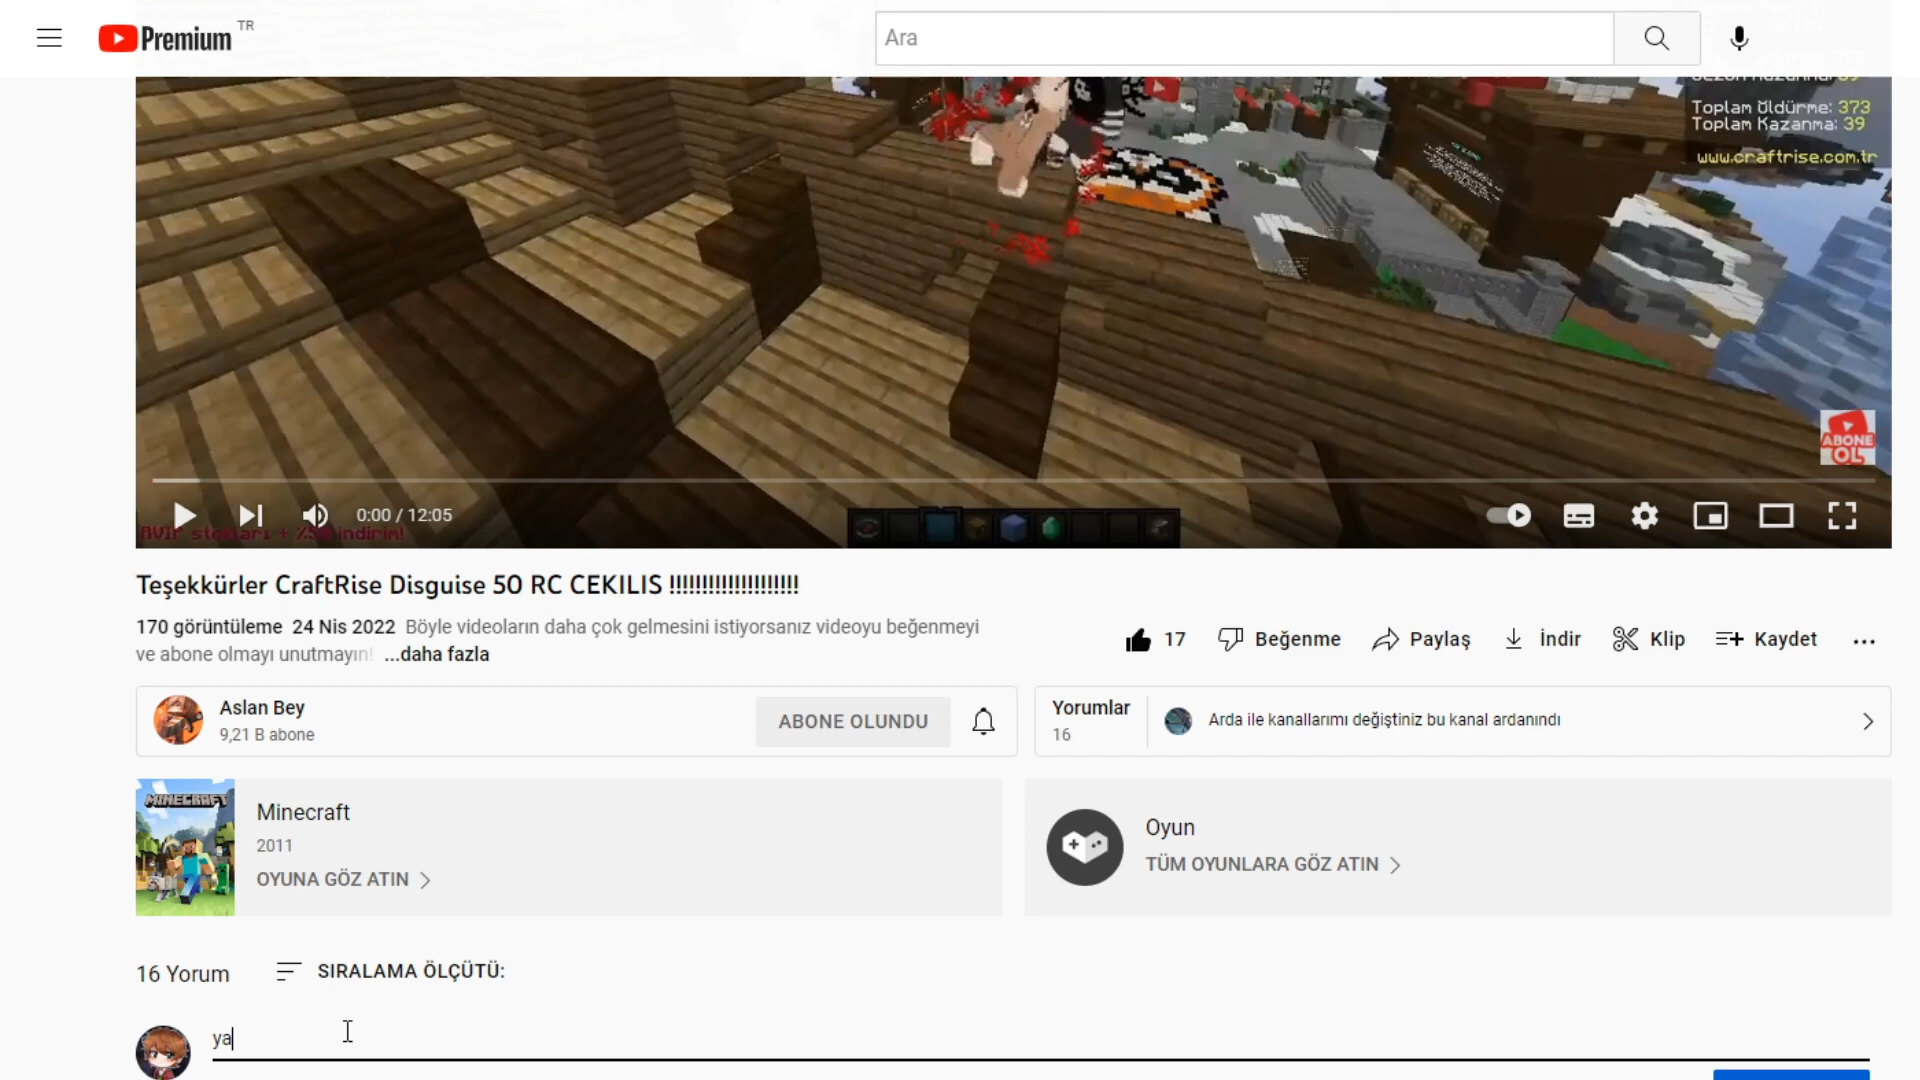 Premium TR
Ara
Toplam Öldürme: 373
Toplam Kazanma: 39
www.craftrise.com.tr
ABONE
OL
0:00 / 12:05
Teşekkürler CraftRise Disguise 50 RC CEKILIS !!!!!!!!!!!!!!!!!!!!
170 görüntüleme 24 Nis 2022 Böyle videoların daha çok gelmesini istiyorsanız videoyu beğenmeyi
ve abone olmayı unutmayın! ...daha fazla
17 Beğenme Paylaş İndir Klip Kaydet
Aslan Bey
9,21 B abone
ABONE OLUNDU
Yorumlar
16
Arda ile kanallarımı değiştiniz bu kanal ardanındı
MINECRAFT
Minecraft
2011
OYUNA GÖZ ATIN
Oyun
TÜM OYUNLARA GÖZ ATIN
16 Yorum SIRALAMA ÖLÇÜTÜ:
ya